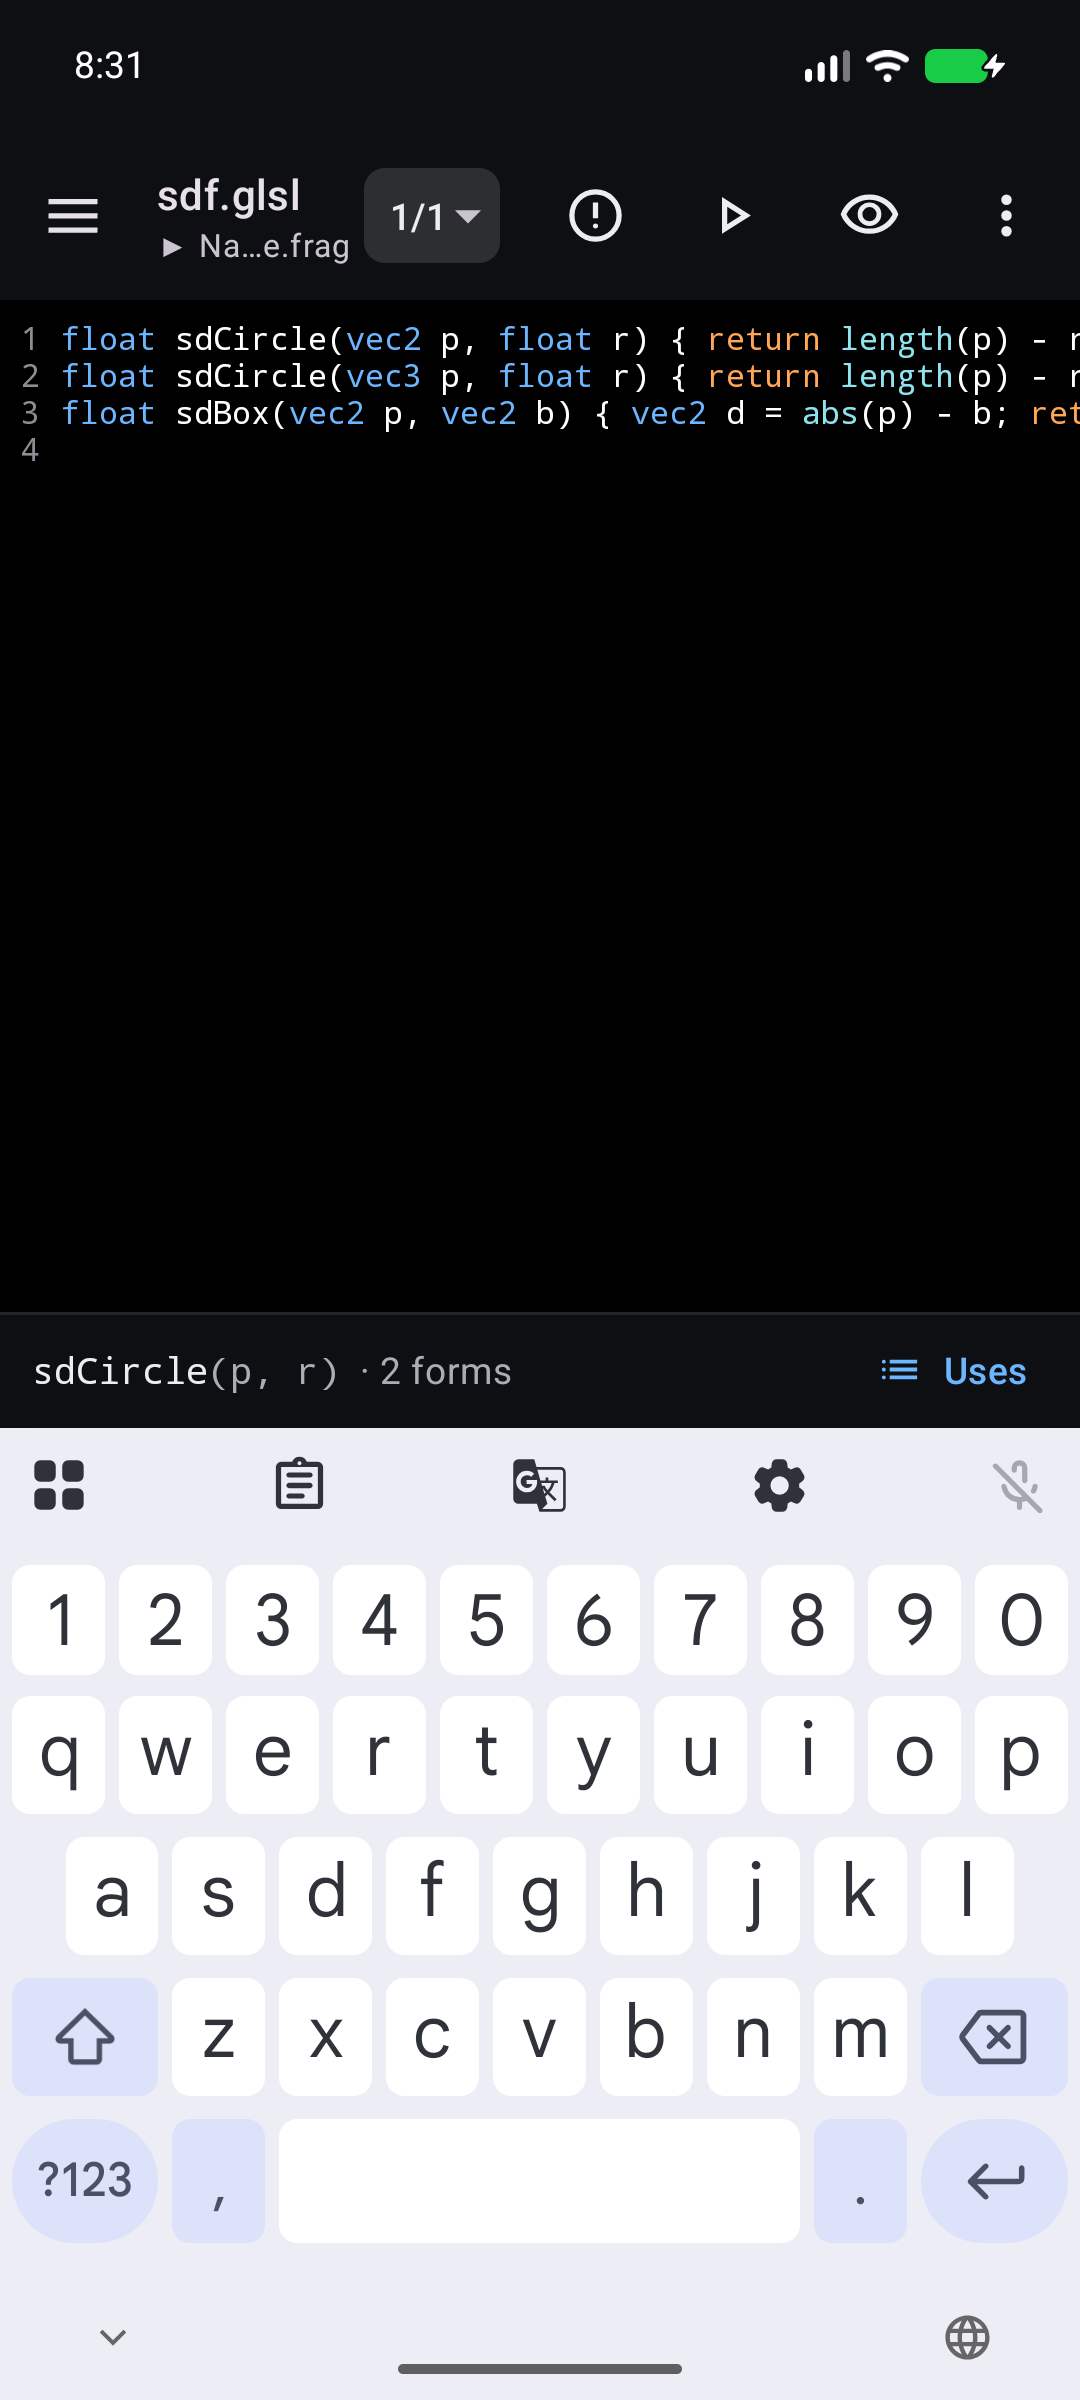 8:31
sdf.glsl
► Na...e.frag
1/1
1 float sdCircle(vec2 p, float r) { return length(p) - r
2 float sdCircle(vec3 p, float r) { return length(p) - r
3 float sdBox(vec2 p, vec2 b) { vec2 d = abs(p) - b; ret
4
sdCircle(p, r) · 2 forms
Uses
1 2 3 4 5 6 7 8 9 0
q w e r t y u i o p
a s d f g h j k l
z x c v b n m
?123 , .